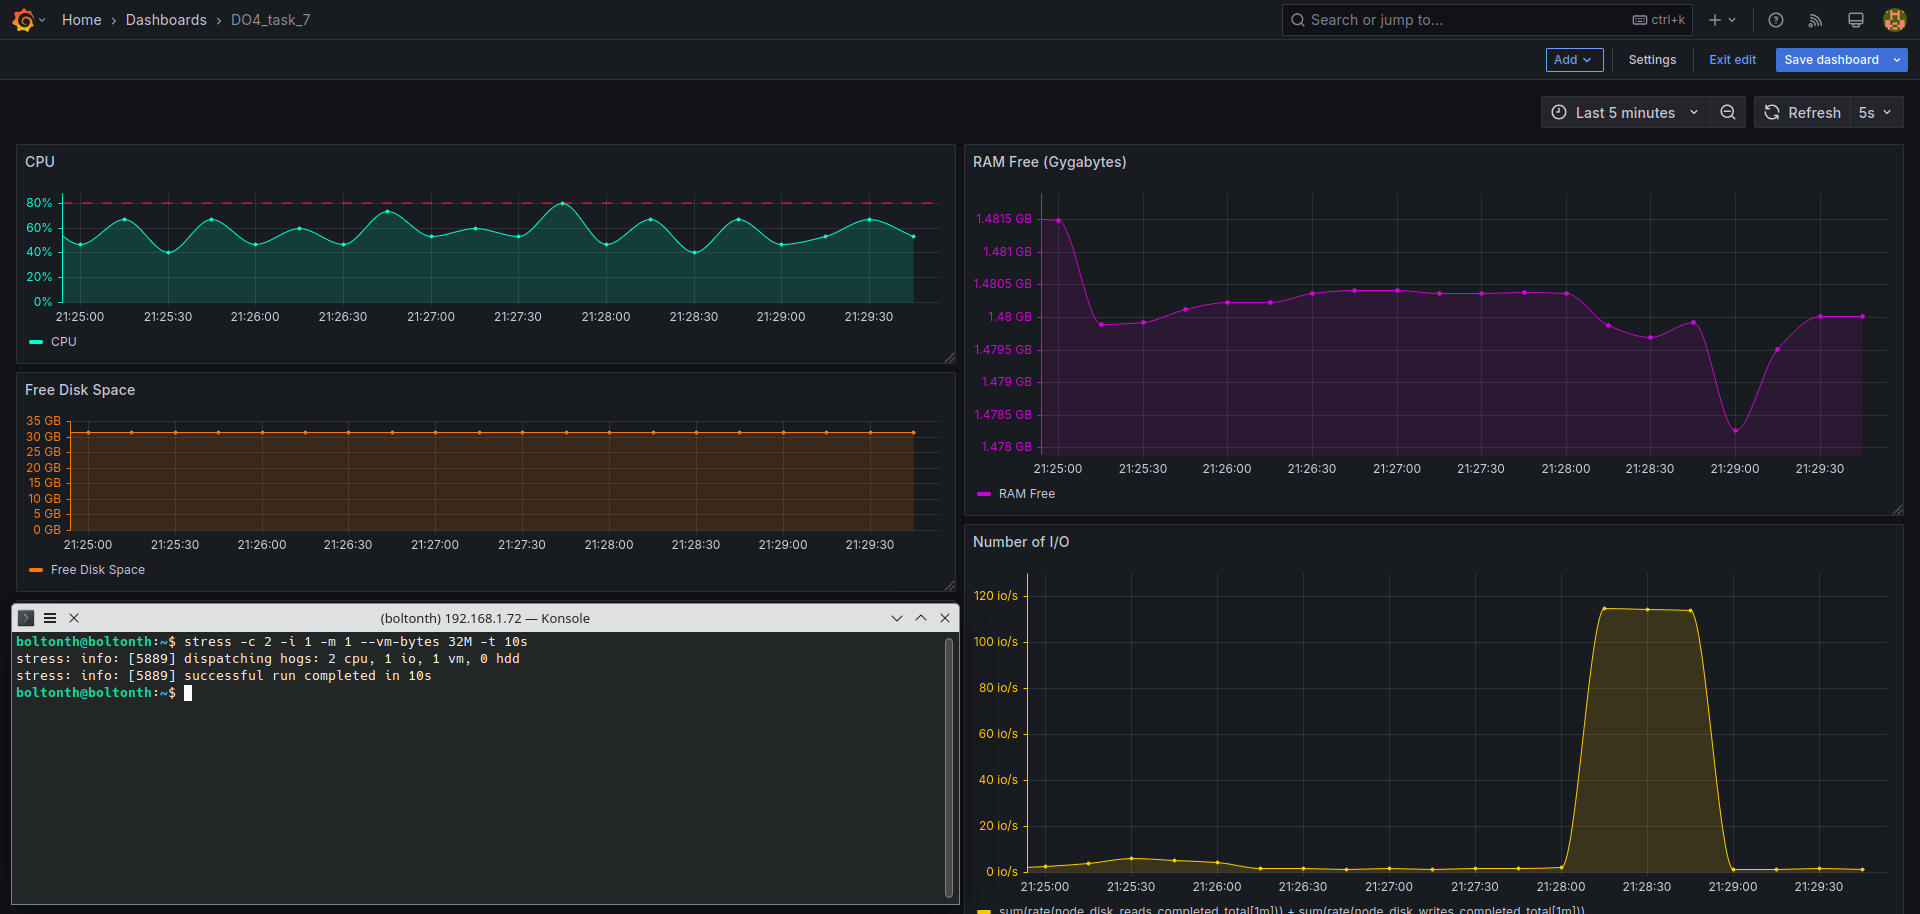 Home › Dashboards › DO4_task_7
Search or jump to... ctrl+k
Add Settings Exit edit Save dashboard
Last 5 minutes Refresh 5s
CPU
80%
60%
40%
20%
0%
21:25:00 21:25:30 21:26:00 21:26:30 21:27:00 21:27:30 21:28:00 21:28:30 21:29:00 21:29:30
CPU
RAM Free (Gygabytes)
1.4815 GB
1.481 GB
1.4805 GB
1.48 GB
1.4795 GB
1.479 GB
1.4785 GB
1.478 GB
21:25:00 21:25:30 21:26:00 21:26:30 21:27:00 21:27:30 21:28:00 21:28:30 21:29:00 21:29:30
RAM Free
Free Disk Space
35 GB
30 GB
25 GB
20 GB
15 GB
10 GB
5 GB
0 GB
21:25:00 21:25:30 21:26:00 21:26:30 21:27:00 21:27:30 21:28:00 21:28:30 21:29:00 21:29:30
Free Disk Space
Number of I/O
120 io/s
100 io/s
80 io/s
60 io/s
40 io/s
20 io/s
0 io/s
21:25:00 21:25:30 21:26:00 21:26:30 21:27:00 21:27:30 21:28:00 21:28:30 21:29:00 21:29:30
sum(rate(node_disk_reads_completed_total[1m])) + sum(rate(node_disk_writes_completed_total[1m]))
(boltonth) 192.168.1.72 — Konsole
boltonth@boltonth:~$ stress -c 2 -i 1 -m 1 --vm-bytes 32M -t 10s
stress: info: [5889] dispatching hogs: 2 cpu, 1 io, 1 vm, 0 hdd
stress: info: [5889] successful run completed in 10s
boltonth@boltonth:~$